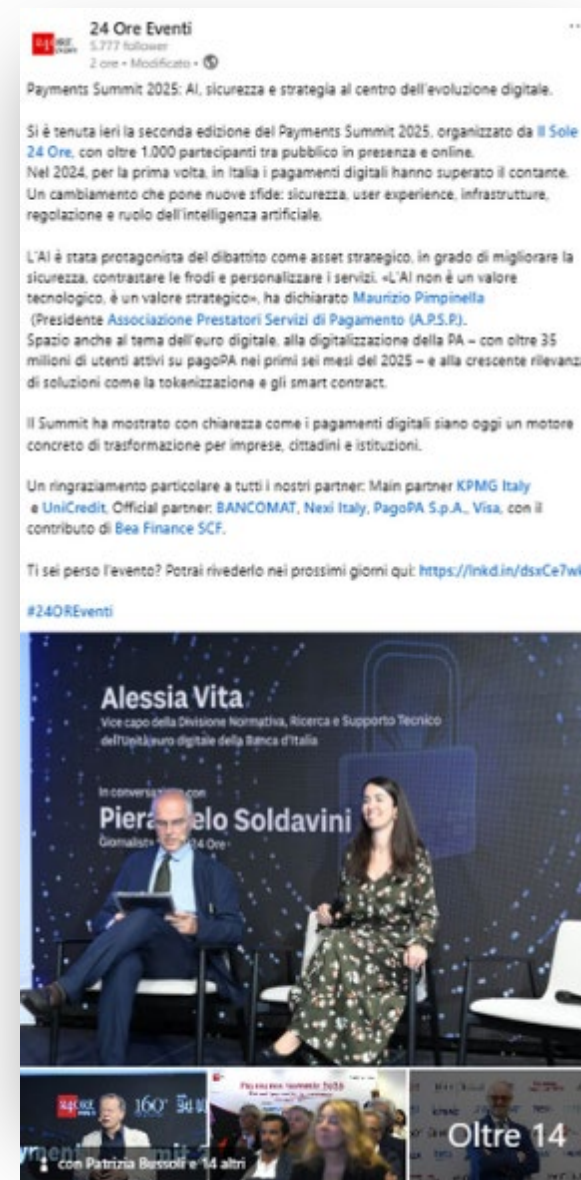 24 Ore Eventi
5.777 follower
2 ore • Modificato •
Payments Summit 2025: AI, sicurezza e strategia al centro dell'evoluzione digitale.
Si è tenuta ieri la seconda edizione del Payments Summit 2025, organizzato da Il Sole
24 Ore, con oltre 1.000 partecipanti tra pubblico in presenza e online.
Nel 2024, per la prima volta, in Italia i pagamenti digitali hanno superato il contante.
Un cambiamento che pone nuove sfide: sicurezza, user experience, infrastrutture,
regolazione e ruolo dell'intelligenza artificiale.
L'AI è stata protagonista del dibattito come asset strategico, in grado di migliorare la
sicurezza, contrastare le frodi e personalizzare i servizi. «L'AI non è un valore
tecnologico, è un valore strategico», ha dichiarato Maurizio Pimpinella
(Presidente Associazione Prestatori Servizi di Pagamento (A.P.S.P.).
Spazio anche al tema dell'euro digitale, alla digitalizzazione della PA – con oltre 35
milioni di utenti attivi su pagoPA nei primi sei mesi del 2025 – e alla crescente rilevanza
di soluzioni come la tokenizzazione e gli smart contract.
Il Summit ha mostrato con chiarezza come i pagamenti digitali siano oggi un motore
concreto di trasformazione per imprese, cittadini e istituzioni.
Un ringraziamento particolare a tutti i nostri partner: Main partner KPMG Italy
e UniCredit, Official partner: BANCOMAT, Nexi Italy, PagoPA S.p.A., Visa, con il
contributo di Bea Finance SCF.
Ti sei perso l'evento? Potrai rivederlo nei prossimi giorni qui: https://lnkd.in/dsxCe7wk
#24OREventi
Alessia Vita
Vice capo della Divisione Normativa, Ricerca e Supporto Tecnico
dell'Unità euro digitale della Banca d'Italia
In conversazione con
Piera elo Soldavini
Giornalist 24 Ore
24 ORE 160°
con Patrizia Bussoli e 14 altri
Oltre 14